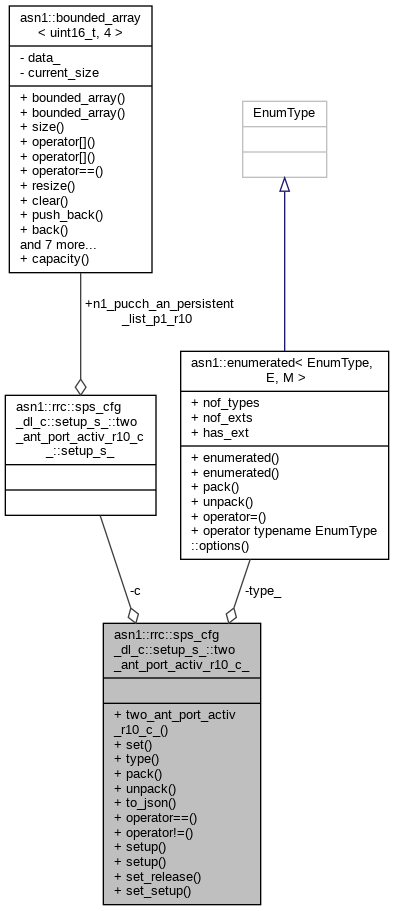 asn1::bounded_array
< uint16_t, 4 >
- data_
- current_size
+ bounded_array()
+ bounded_array()
+ size()
+ operator[]()
+ operator[]()
+ operator==()
+ resize()
+ clear()
+ push_back()
+ back()
and 7 more...
+ capacity()
EnumType
+n1_pucch_an_persistent
_list_p1_r10
asn1::enumerated< EnumType,
E, M >
+ nof_types
+ nof_exts
+ has_ext
+ enumerated()
+ enumerated()
+ pack()
+ unpack()
+ operator=()
+ operator typename EnumType
::options()
asn1::rrc::sps_cfg
_dl_c::setup_s_::two
_ant_port_activ_r10_c
_::setup_s_
-c
-type_
asn1::rrc::sps_cfg
_dl_c::setup_s_::two
_ant_port_activ_r10_c_
+ two_ant_port_activ
_r10_c_()
+ set()
+ type()
+ pack()
+ unpack()
+ to_json()
+ operator==()
+ operator!=()
+ setup()
+ setup()
+ set_release()
+ set_setup()